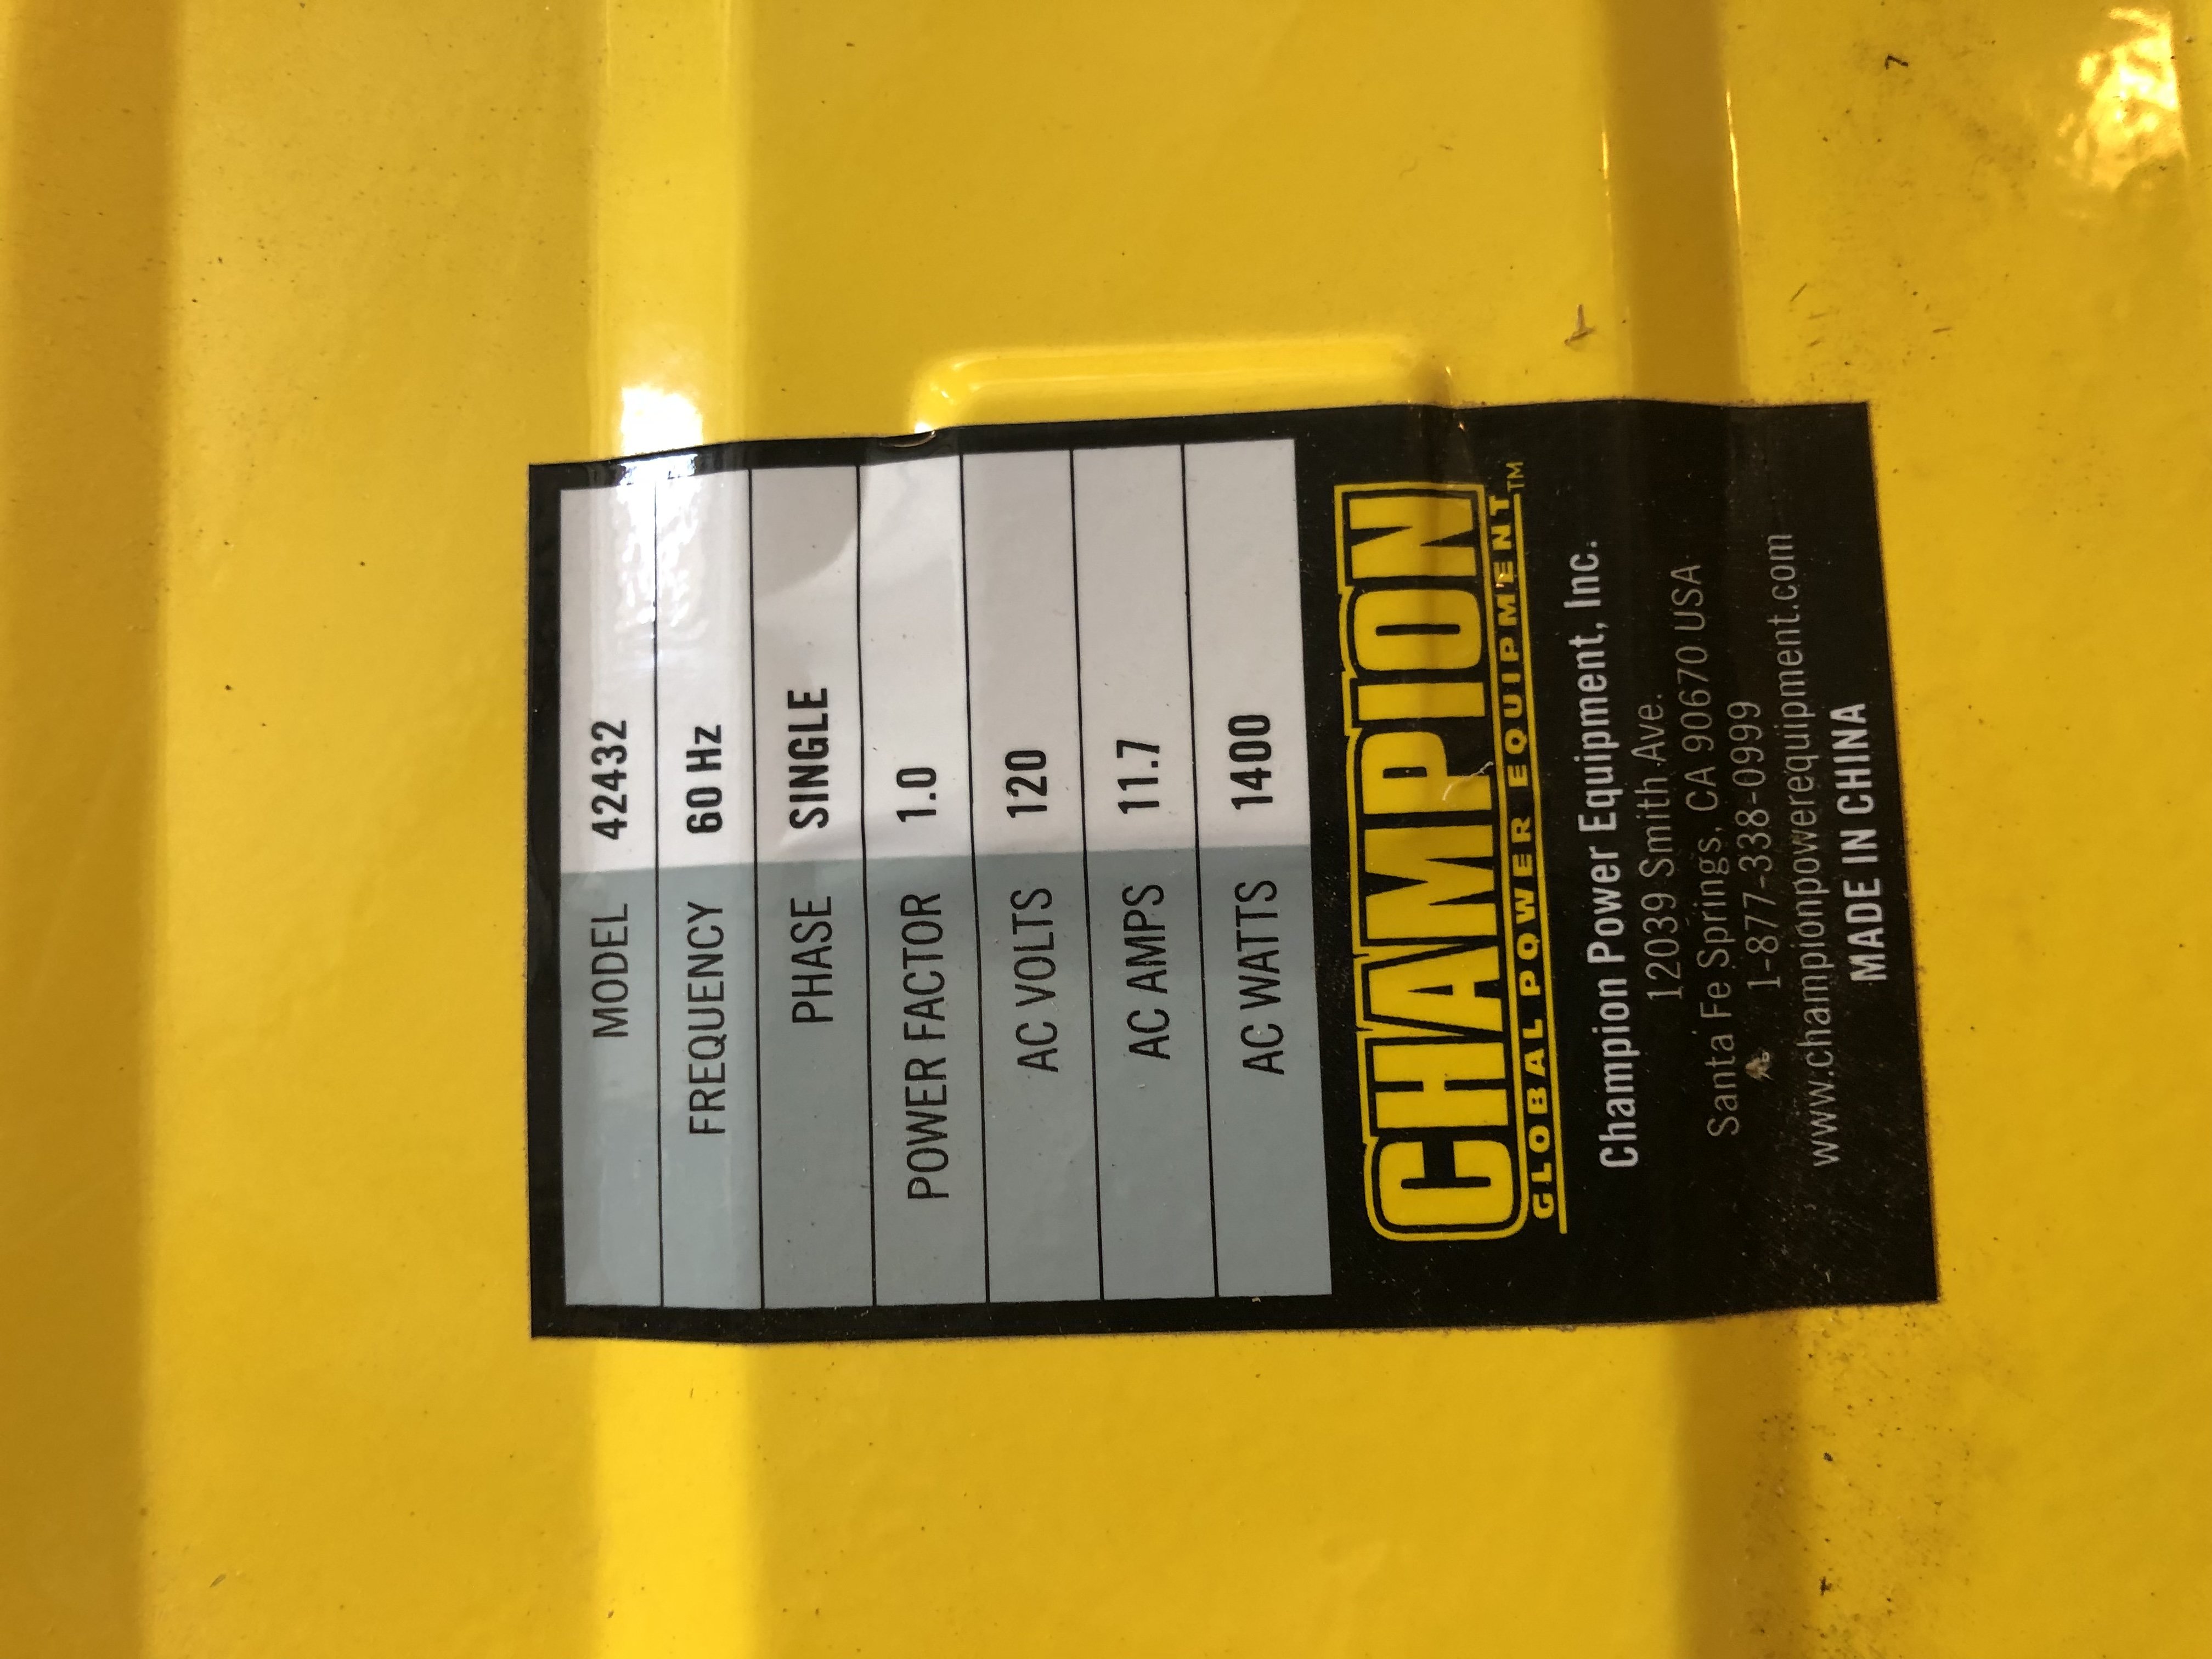 MODEL 42432
FREQUENCY 60 Hz
PHASE SINGLE
POWER FACTOR 1.0
AC VOLTS 120
AC AMPS 11.7
AC WATTS 1400
CHAMPION
GLOBAL POWER EQUIPMENT™
Champion Power Equipment, Inc.
12039 Smith Ave.
Santa Fe Springs, CA 90670 USA
1-877-338-0999
www.championpowerequipment.com
MADE IN CHINA